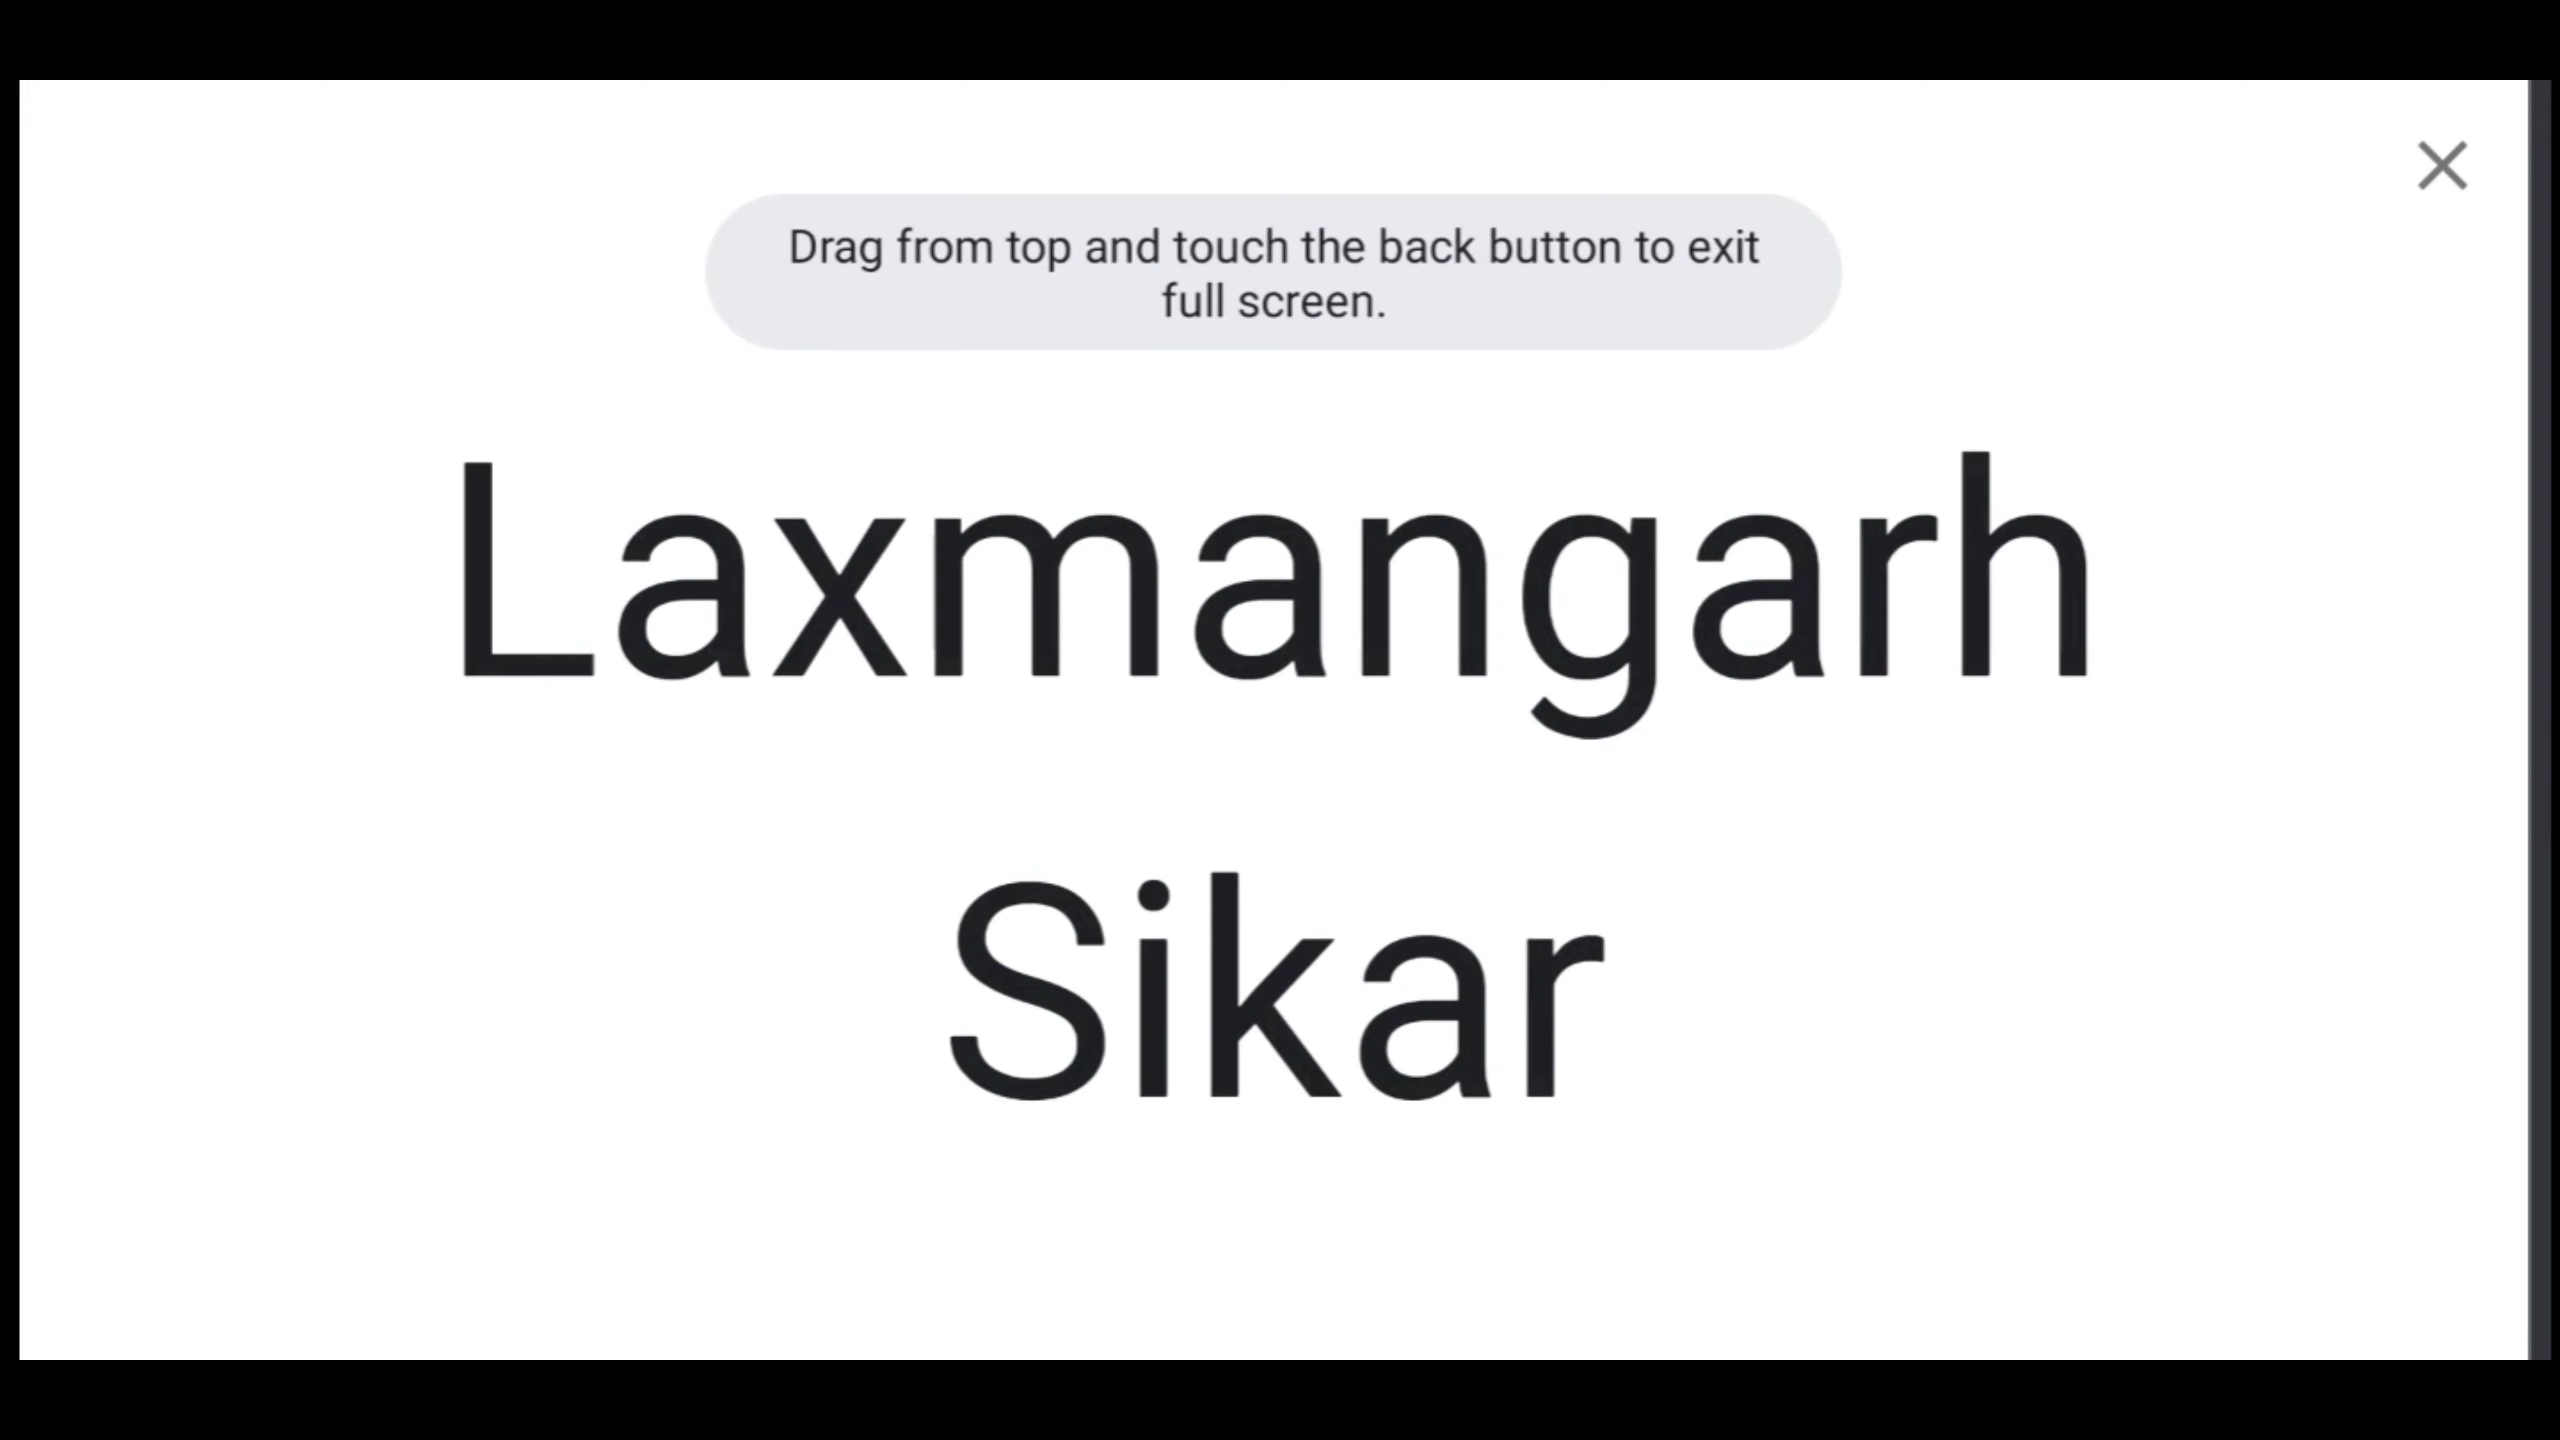 Drag from top and touch the back button to exit
full screen.
Laxmangarh
Sikar